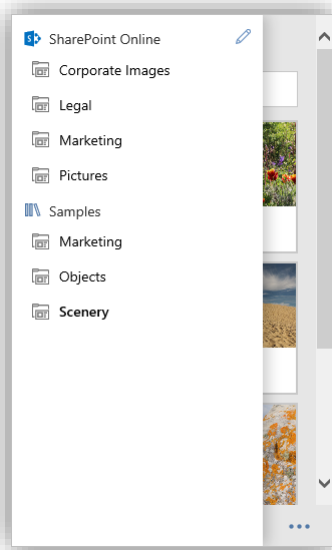 SharePoint Online
Corporate Images
Legal
Marketing
Pictures
Samples
Marketing
Objects
Scenery